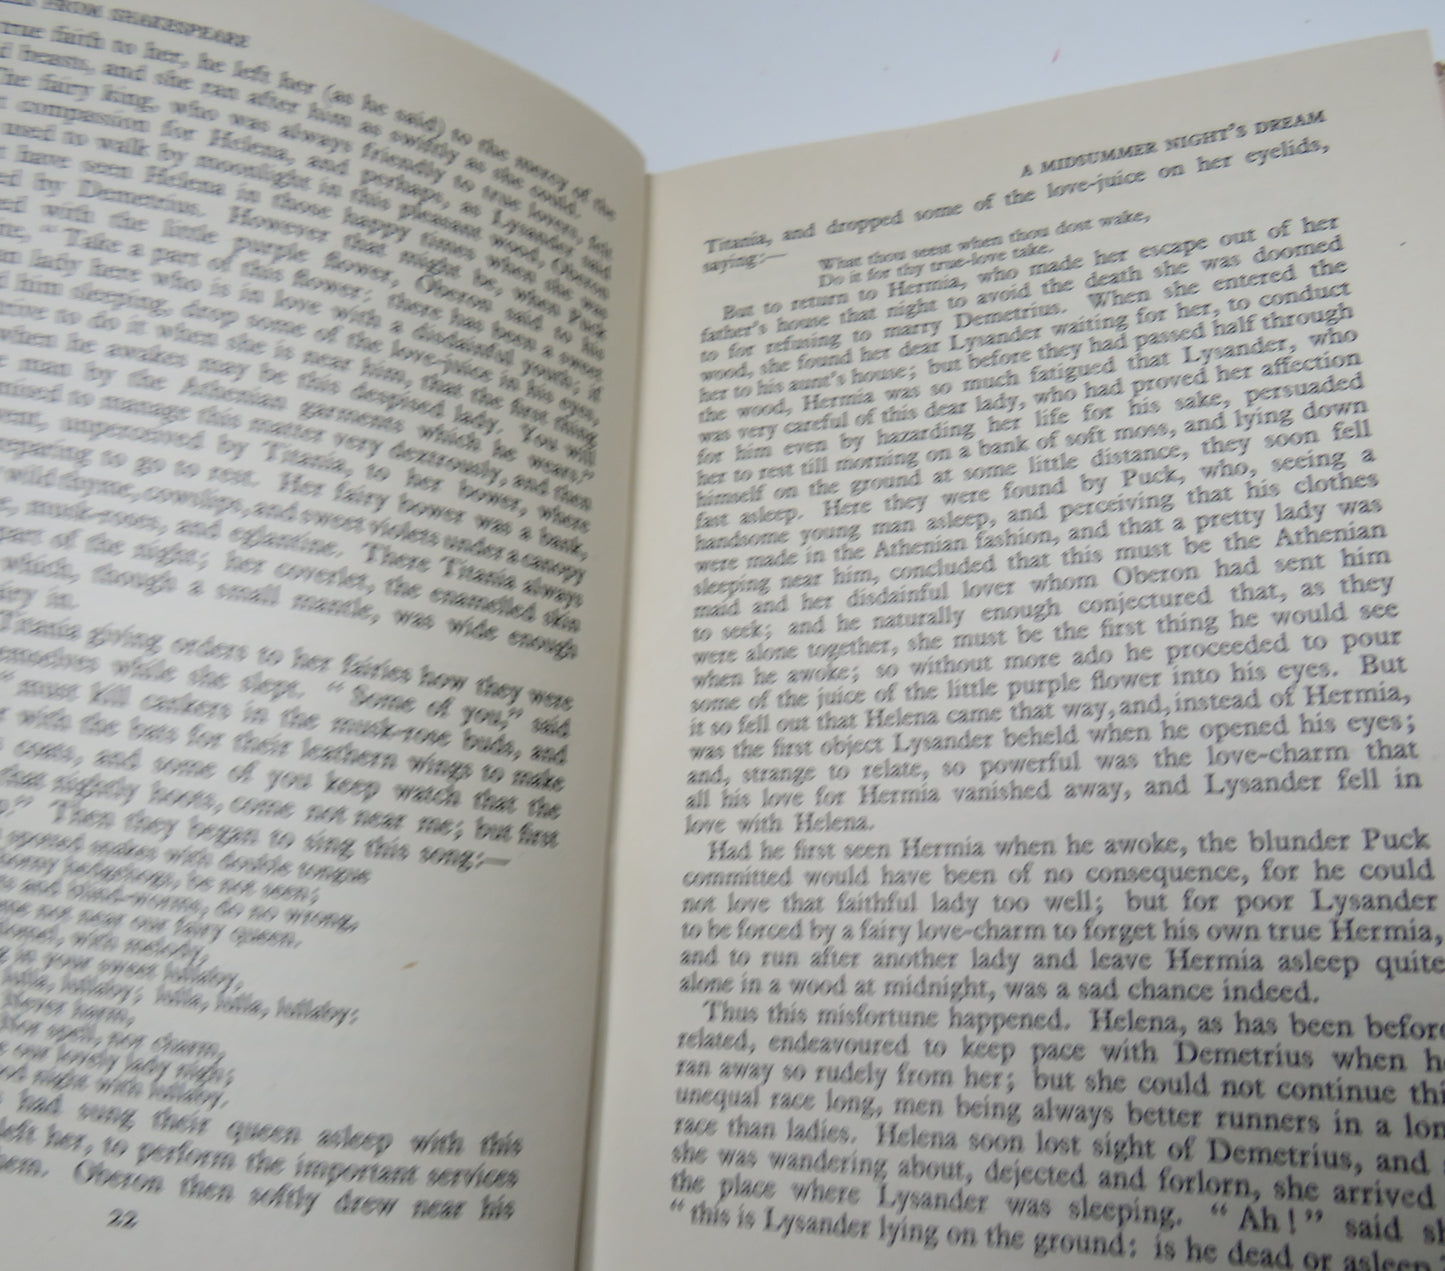 FROM SHAKESPEARE
true faith to her, he left her (as he said) to the mercy of the
beasts, and she ran after him as swiftly as she could.
The fairy king, who was always friendly to true lovers, felt
compassion for Helena, and perhaps, as Lysander said
used to walk by moonlight in this pleasant wood, Oberon
have seen Helena in those happy times when she was
by Demetrius. However that might be, when Puck
with the little purple flower, Oberon said to his
"Take a part of this flower; there has been a sweet
lady here who is in love with a disdainful youth; if
him sleeping, drop some of the love-juice in his eyes,
to do it when she is near him, that the first thing
when he awakes may be this despised lady. You will
man by the Athenian garments which he wears."
to manage this matter very dextrously, and then
unperceived by Titania, to her bower, where
preparing to go to rest. Her fairy bower was a bank,
wild thyme, cowslips, and sweet violets under a canopy
musk-roses, and eglantine. There Titania always
part of the night; her coverlet, the enamelled skin
which, though a small mantle, was wide enough
in.
Titania giving orders to her fairies how they were
themselves while she slept. "Some of you," said
"must kill cankers in the musk-rose buds, and
with the bats for their leathern wings to make
coats, and some of you keep watch that the
that nightly hoots, come not near me; but first
Then they began to sing this song:—
spotted snakes with double tongue
hedgehogs, be not seen;
and blind-worms, do no wrong,
not near our fairy queen.
with melody,
in your sweet lullaby,
lulla, lullaby; lulla, lulla, lullaby;
Never harm,
Nor spell, nor charm,
our lovely lady nigh;
night with lullaby.
had sung their queen asleep with this
left her, to perform the important services
them. Oberon then softly drew near his
22
A MIDSUMMER NIGHT'S DREAM
Titania, and dropped some of the love-juice on her eyelids,
saying:—
What thou seest when thou dost wake,
Do it for thy true-love take.
But to return to Hermia, who made her escape out of her
father's house that night to avoid the death she was doomed
to for refusing to marry Demetrius. When she entered the
wood, she found her dear Lysander waiting for her, to conduct
her to his aunt's house; but before they had passed half through
the wood, Hermia was so much fatigued that Lysander, who
was very careful of this dear lady, who had proved her affection
for him even by hazarding her life for his sake, persuaded
her to rest till morning on a bank of soft moss, and lying down
himself on the ground at some little distance, they soon fell
fast asleep. Here they were found by Puck, who, seeing a
handsome young man asleep, and perceiving that his clothes
were made in the Athenian fashion, and that a pretty lady was
sleeping near him, concluded that this must be the Athenian
maid and her disdainful lover whom Oberon had sent him
to seek; and he naturally enough conjectured that, as they
were alone together, she must be the first thing he would see
when he awoke; so without more ado he proceeded to pour
some of the juice of the little purple flower into his eyes. But
it so fell out that Helena came that way, and, instead of Hermia,
was the first object Lysander beheld when he opened his eyes;
and, strange to relate, so powerful was the love-charm that
all his love for Hermia vanished away, and Lysander fell in
love with Helena.
Had he first seen Hermia when he awoke, the blunder Puck
committed would have been of no consequence, for he could
not love that faithful lady too well; but for poor Lysander
to be forced by a fairy love-charm to forget his own true Hermia,
and to run after another lady and leave Hermia asleep quite
alone in a wood at midnight, was a sad chance indeed.
Thus this misfortune happened. Helena, as has been before
related, endeavoured to keep pace with Demetrius when h
ran away so rudely from her; but she could not continue thi
unequal race long, men being always better runners in a lon
race than ladies. Helena soon lost sight of Demetrius, and
she was wandering about, dejected and forlorn, she arrived
the place where Lysander was sleeping. "Ah!" said sh
"this is Lysander lying on the ground: is he dead or asleep